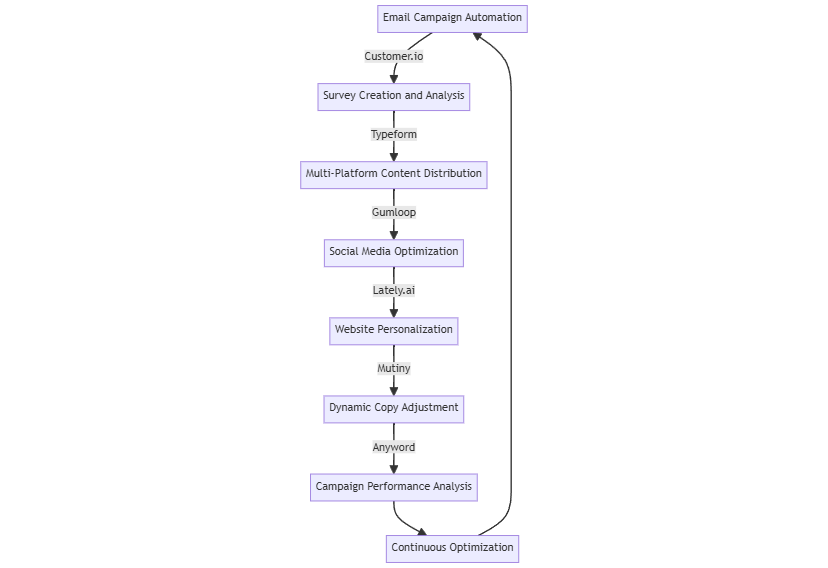 Email Campaign Automation
Customer.io
Survey Creation and Analysis
Typeform
Multi-Platform Content Distribution
Gumloop
Social Media Optimization
Lately.ai
Website Personalization
Mutiny
Dynamic Copy Adjustment
Anyword
Campaign Performance Analysis
Continuous Optimization